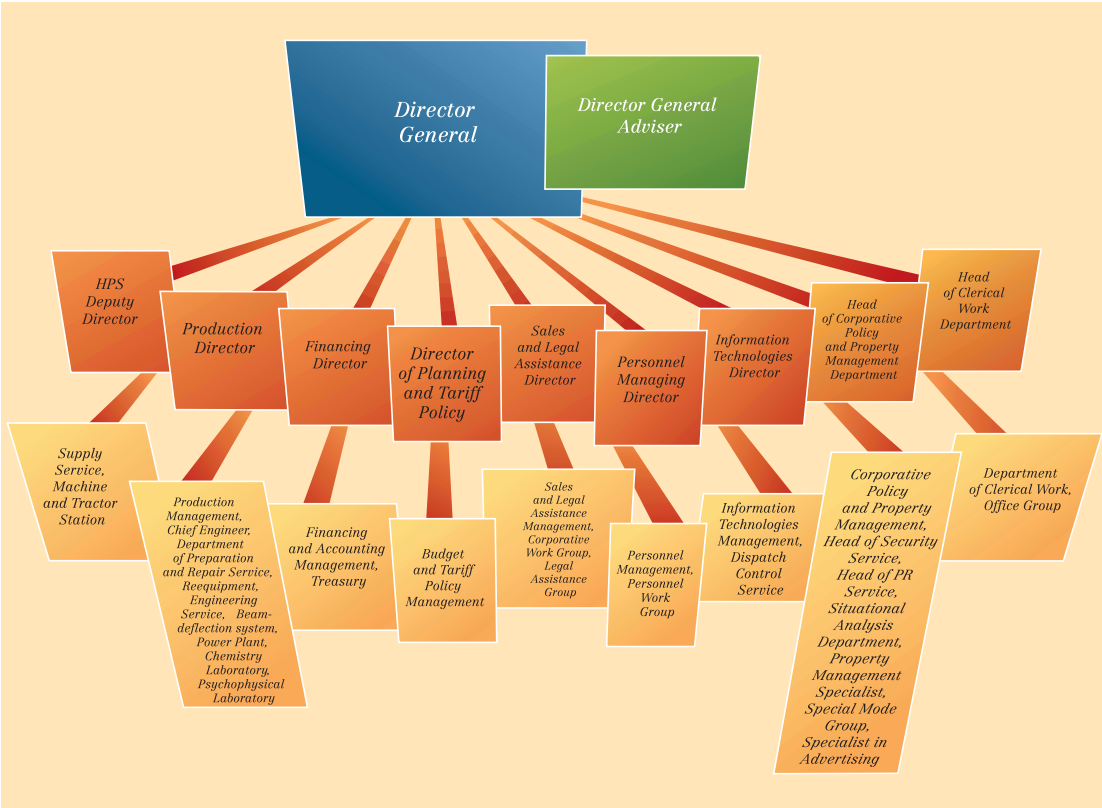 Director
General
Director General
Adviser
HPS
Deputy
Director
Production
Director
Financing
Director
Director
of Planning
and Tariff
Policy
Sales
and Legal
Assistance
Director
Personnel
Managing
Director
Information
Technologies
Director
Head
of Corporative
Policy
and Property
Management
Department
Head
of Clerical
Work
Department
Supply
Service,
Machine
and Tractor
Station
Production
Management,
Chief Engineer,
Department
of Preparation
and Repair Service,
Reequipment,
Engineering
Service, Beam-
deflection system,
Power Plant,
Chemistry
Laboratory,
Psychophysical
Laboratory
Financing
and Accounting
Management,
Treasury
Budget
and Tariff
Policy
Management
Sales
and Legal
Assistance
Management,
Corporative
Work Group,
Legal
Assistance
Group
Personnel
Management,
Personnel
Work
Group
Information
Technologies
Management,
Dispatch
Control
Service
Corporative
Policy
and Property
Management,
Head of Security
Service,
Head of PR
Service,
Situational
Analysis
Department,
Property
Management
Specialist,
Special Mode
Group,
Specialist in
Advertising
Department
of Clerical Work,
Office Group